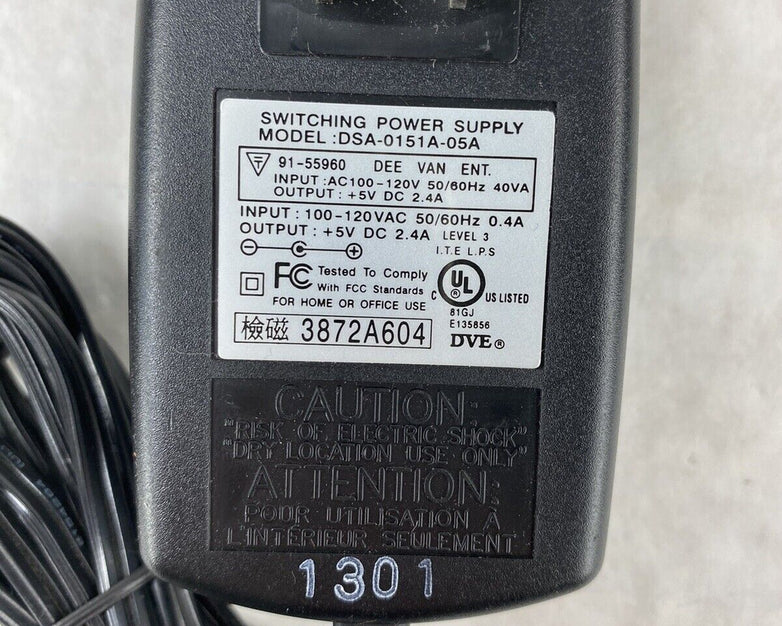 SWITCHING POWER SUPPLY
MODEL :DSA-0151A-05A
91-55960 DEE VAN ENT.
INPUT :AC100-120V 50/60Hz 40VA
OUTPUT : +5V DC 2.4A
INPUT : 100-120VAC 50/60Hz 0.4A
OUTPUT : +5V DC 2.4A LEVEL 3
I.T.E L.P.S
FC Tested To Comply
With FCC Standards
FOR HOME OR OFFICE USE
C UL ® US LISTED
81GJ
E135856
檢磁 3872A604
DVE®
CAUTION:
"RISK OF ELECTRIC SHOCK"
"DRY LOCATION USE ONLY"
ATTENTION:
POUR UTILISATION À
L'INTÉRIEUR SEULEMENT
1301